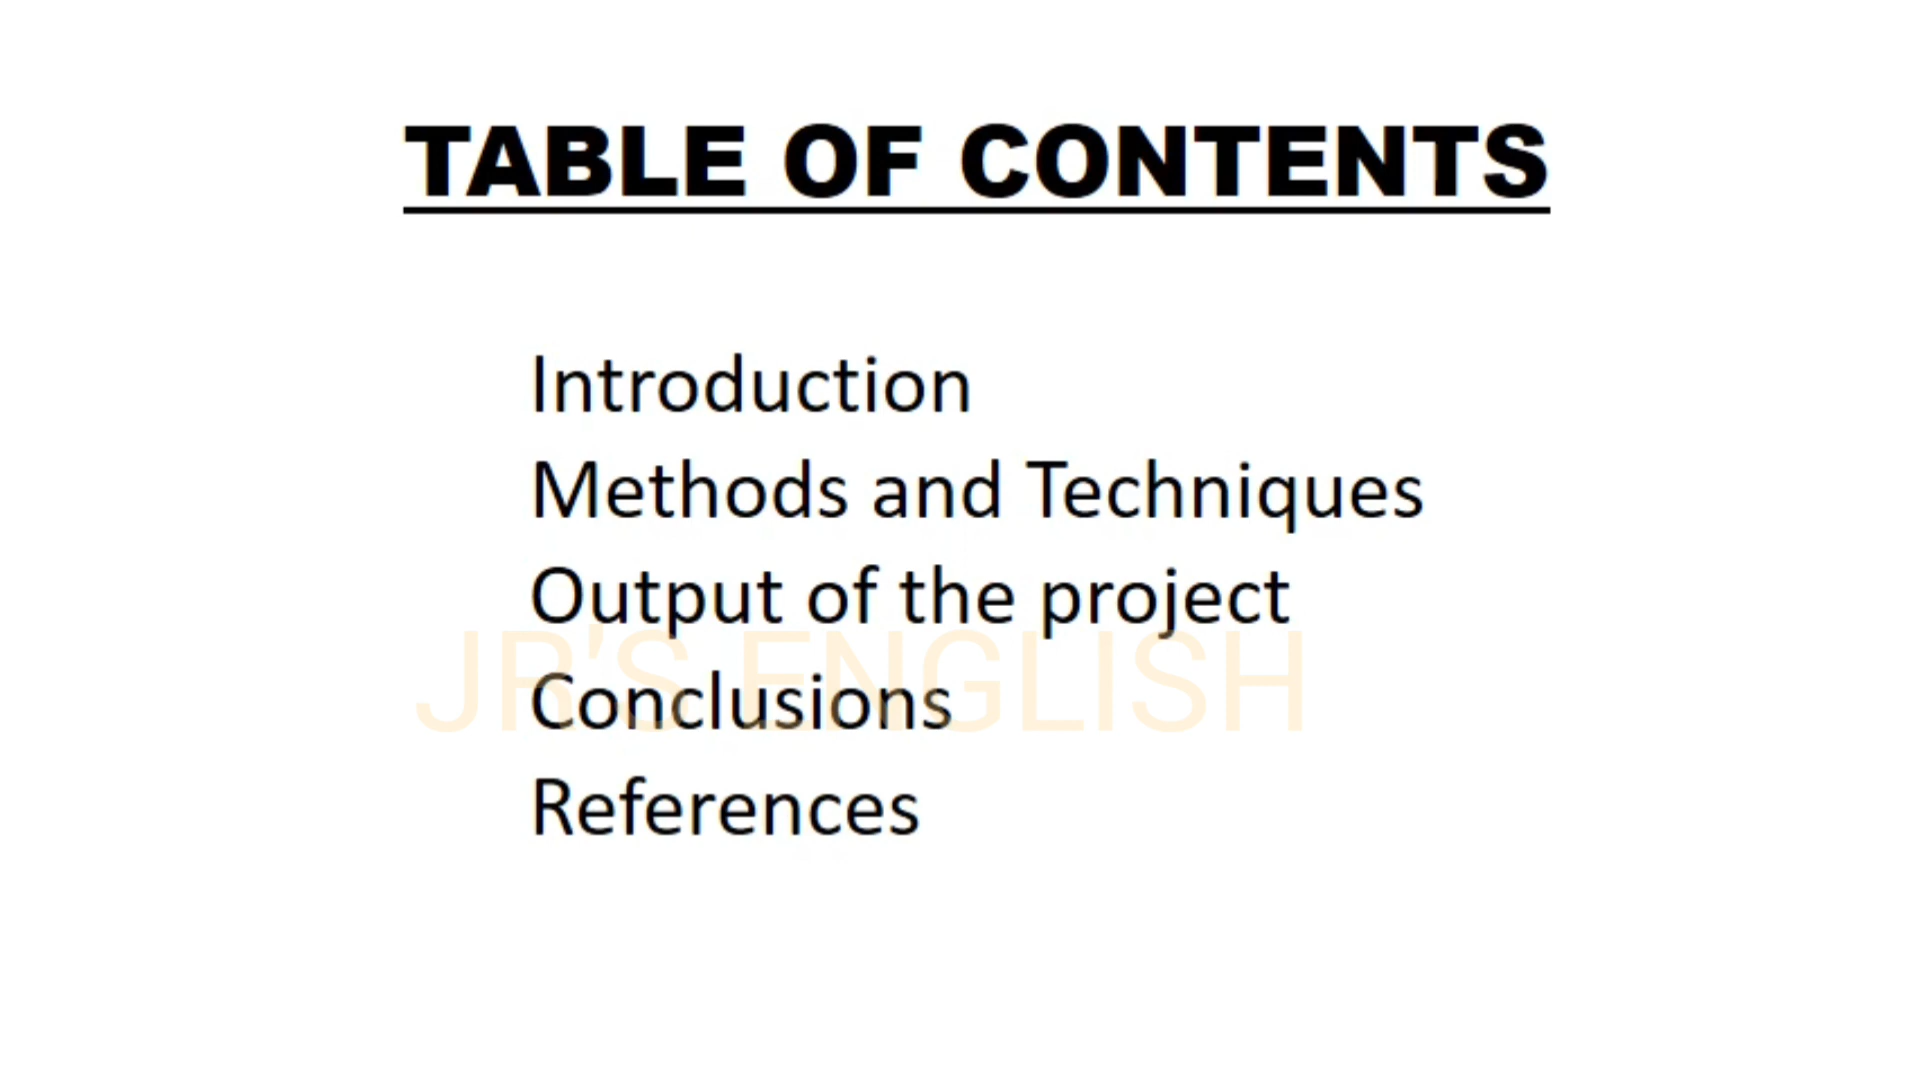 TABLE OF CONTENTS
Introduction
Methods and Techniques
Output of the project
JR'S ENGLISH
Conclusions
References